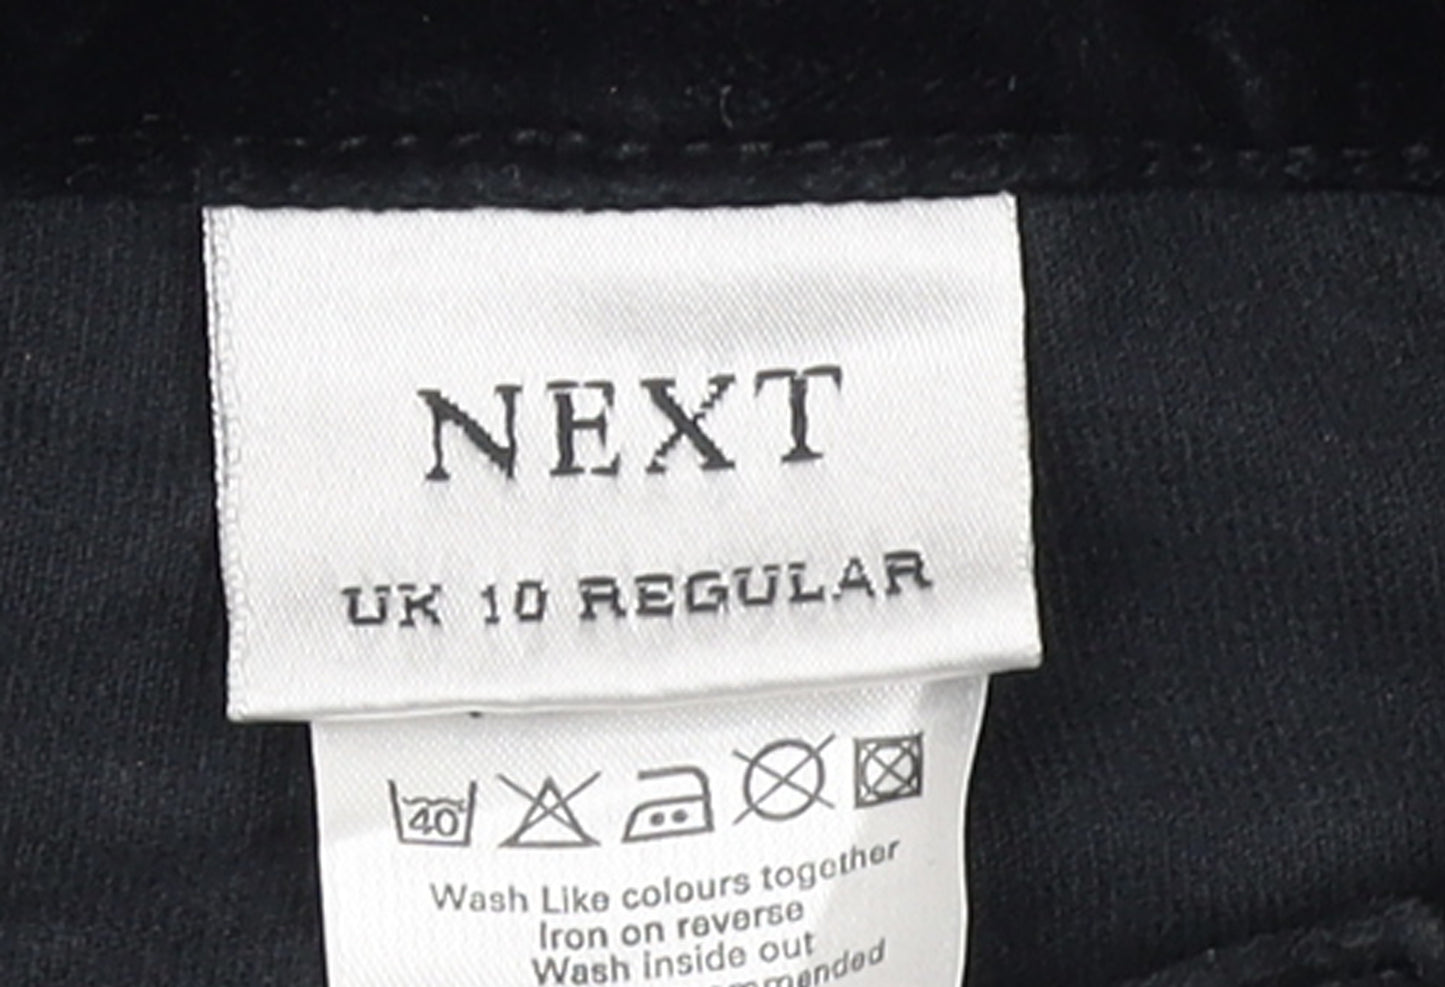 NEXT
UK 10 REGULAR
40
Wash Like colours together
Iron on reverse
Wash inside out